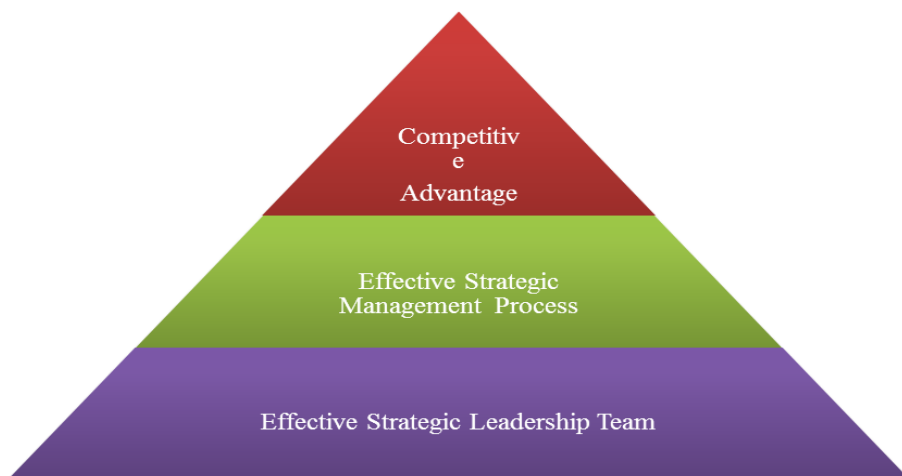 Competitiv
e
Advantage
Effective Strategic
Management Process
Effective Strategic Leadership Team